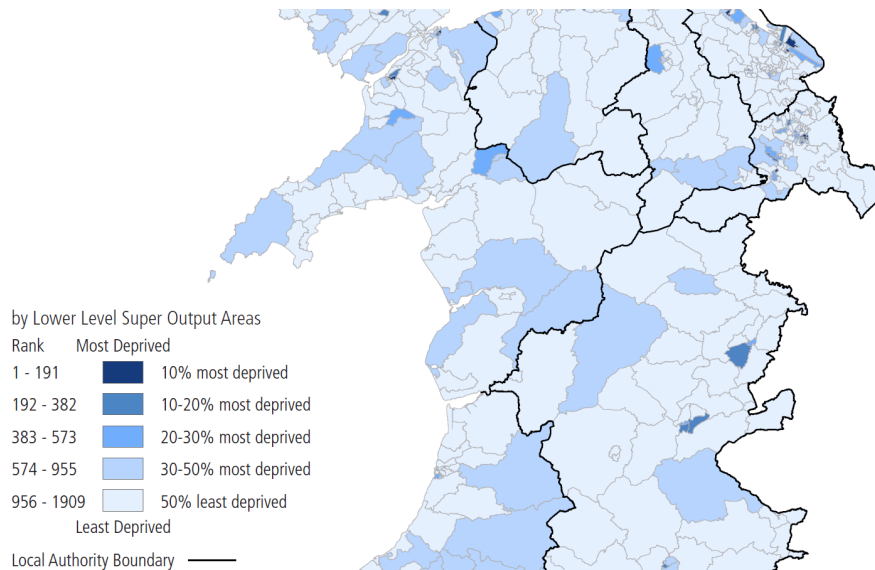 by Lower Level Super Output Areas
Rank Most Deprived
1 - 191 10% most deprived
192 - 382 10-20% most deprived
383 - 573 20-30% most deprived
574 - 955 30-50% most deprived
956 - 1909 50% least deprived
Least Deprived
Local Authority Boundary